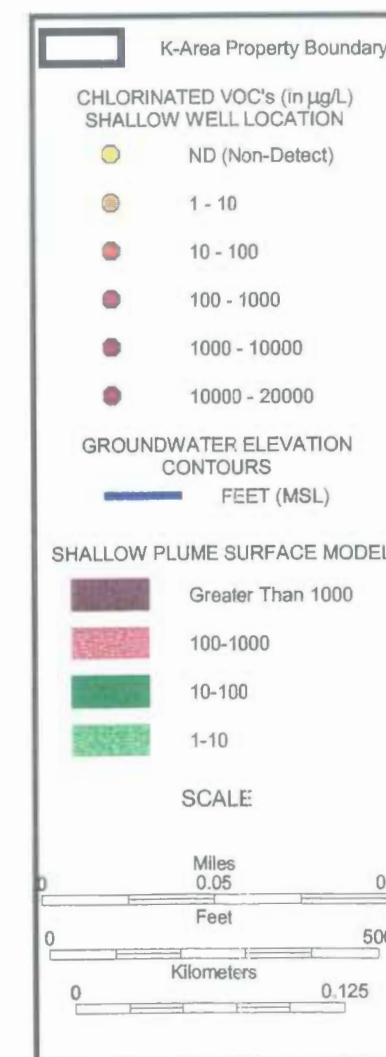 K-Area Property Boundary
CHLORINATED VOC's (in µg/L)
SHALLOW WELL LOCATION
ND (Non-Detect)
1 - 10
10 - 100
100 - 1000
1000 - 10000
10000 - 20000
GROUNDWATER ELEVATION
CONTOURS
FEET (MSL)
SHALLOW PLUME SURFACE MODEL
Greater Than 1000
100-1000
10-100
1-10
SCALE
Miles
0 0.05
Feet
0 500
Kilometers
0 0.125